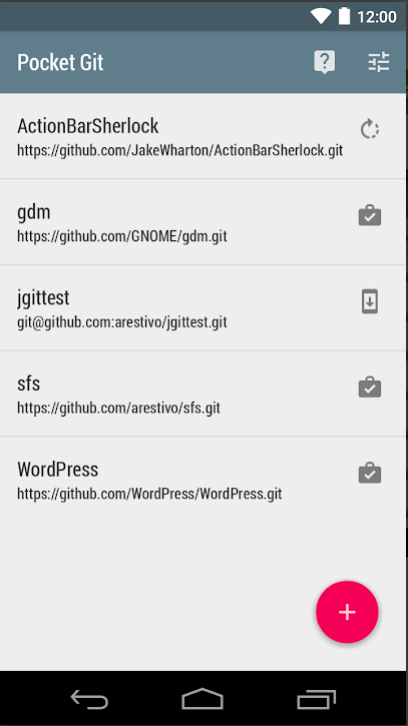 12:00
Pocket Git
ActionBarSherlock
https://github.com/JakeWharton/ActionBarSherlock.git
gdm
https://github.com/GNOME/gdm.git
jgittest
git@github.com:arestivo/jgittest.git
sfs
https://github.com/arestivo/sfs.git
WordPress
https://github.com/WordPress/WordPress.git